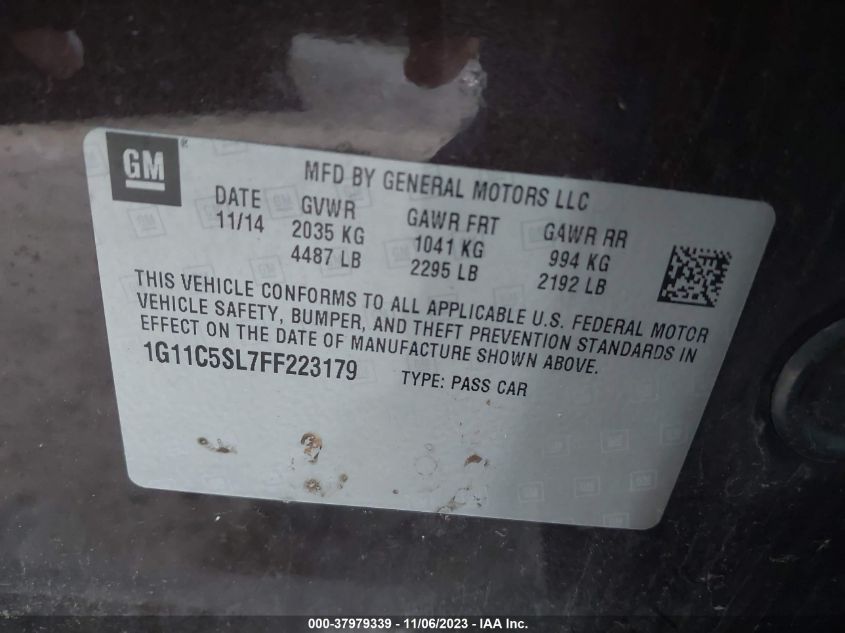 GM
MFD BY GENERAL MOTORS LLC
DATE GVWR GAWR FRT GAWR RR
11/14 2035 KG 1041 KG 994 KG
4487 LB 2295 LB 2192 LB
THIS VEHICLE CONFORMS TO ALL APPLICABLE U.S. FEDERAL MOTOR
VEHICLE SAFETY, BUMPER, AND THEFT PREVENTION STANDARDS IN
EFFECT ON THE DATE OF MANUFACTURE SHOWN ABOVE.
1G11C5SL7FF223179 TYPE: PASS CAR
000-37979339 - 11/06/2023 - IAA Inc.